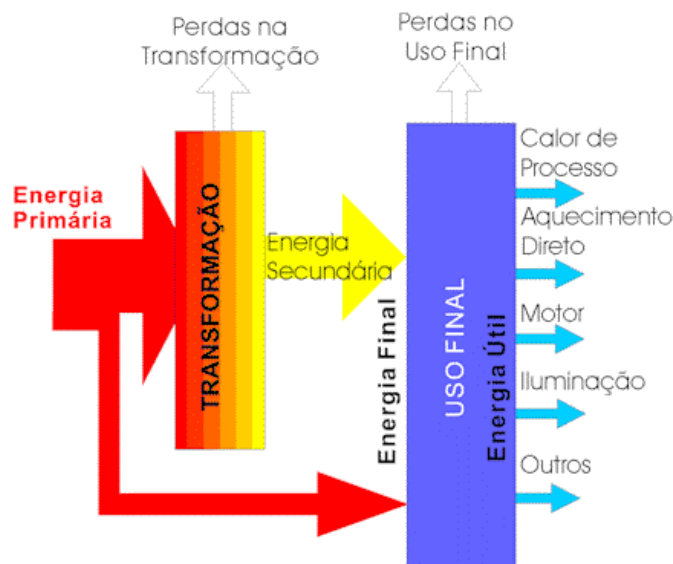 Perdas na
Transformação
Perdas no
Uso Final
Energia
Primária
TRANSFORMAÇÃO
Energia
Secundária
Energia Final
USO FINAL
Energia Útil
Calor de
Processo
Aquecimento
Direto
Motor
Iluminação
Outros